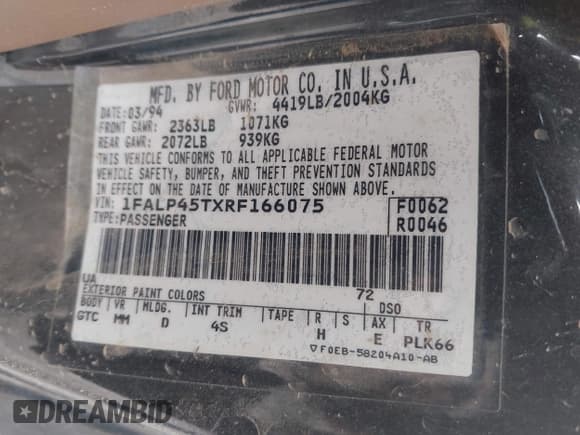 MFD. BY FORD MOTOR CO. IN U.S.A.
DATE: 03/94 GVWR: 4419LB/2004KG
FRONT GAWR: 2363LB 1071KG
REAR GAWR: 2072LB 939KG
THIS VEHICLE CONFORMS TO ALL APPLICABLE FEDERAL MOTOR
VEHICLE SAFETY, BUMPER, AND THEFT PREVENTION STANDARDS
IN EFFECT ON THE DATE OF MANUFACTURE SHOWN ABOVE.
VIN: 1FALP45TXRF166075 F0062
TYPE: PASSENGER R0046
UA 72
EXTERIOR PAINT COLORS DSO
BODY VR MLDG. INT TRIM TAPE R S AX TR
GTC MM D 4S H E PLK66
▽F0EB-58204A10-AB
DREAMBID